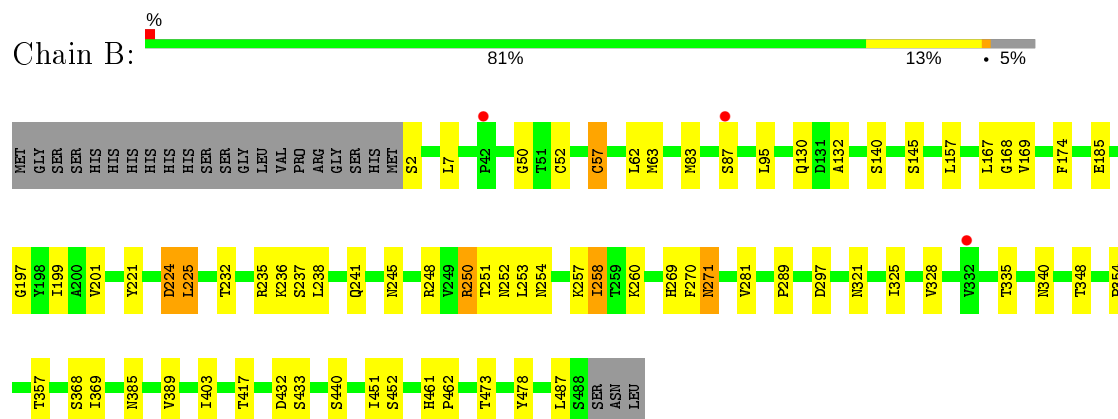 %
Chain B:
81% 13% • 5%
MET GLY SER SER HIS HIS HIS HIS HIS HIS SER SER GLY LEU VAL PRO ARG GLY SER HIS MET S2 L7 P42 G50 T51 C52 C57 L62 M63 M83 S87 L95 Q130 D131 A132 S140 S145 L157 L167 G168 V169 F174 E185
G197 Y198 I199 A200 V201 Y221 D224 L225 T232 R235 K236 S237 L238 Q241 N245 R248 V249 R250 T251 N252 L253 N254 K257 I258 T259 K260 H269 F270 N271 V281 P289 D297 N321 I325 V328 V332 T335 N340 T348 P354
T357 S368 I369 N385 V389 I403 T417 D432 S433 S440 I451 S452 H461 P462 T473 Y478 L487 S488 SER ASN LEU